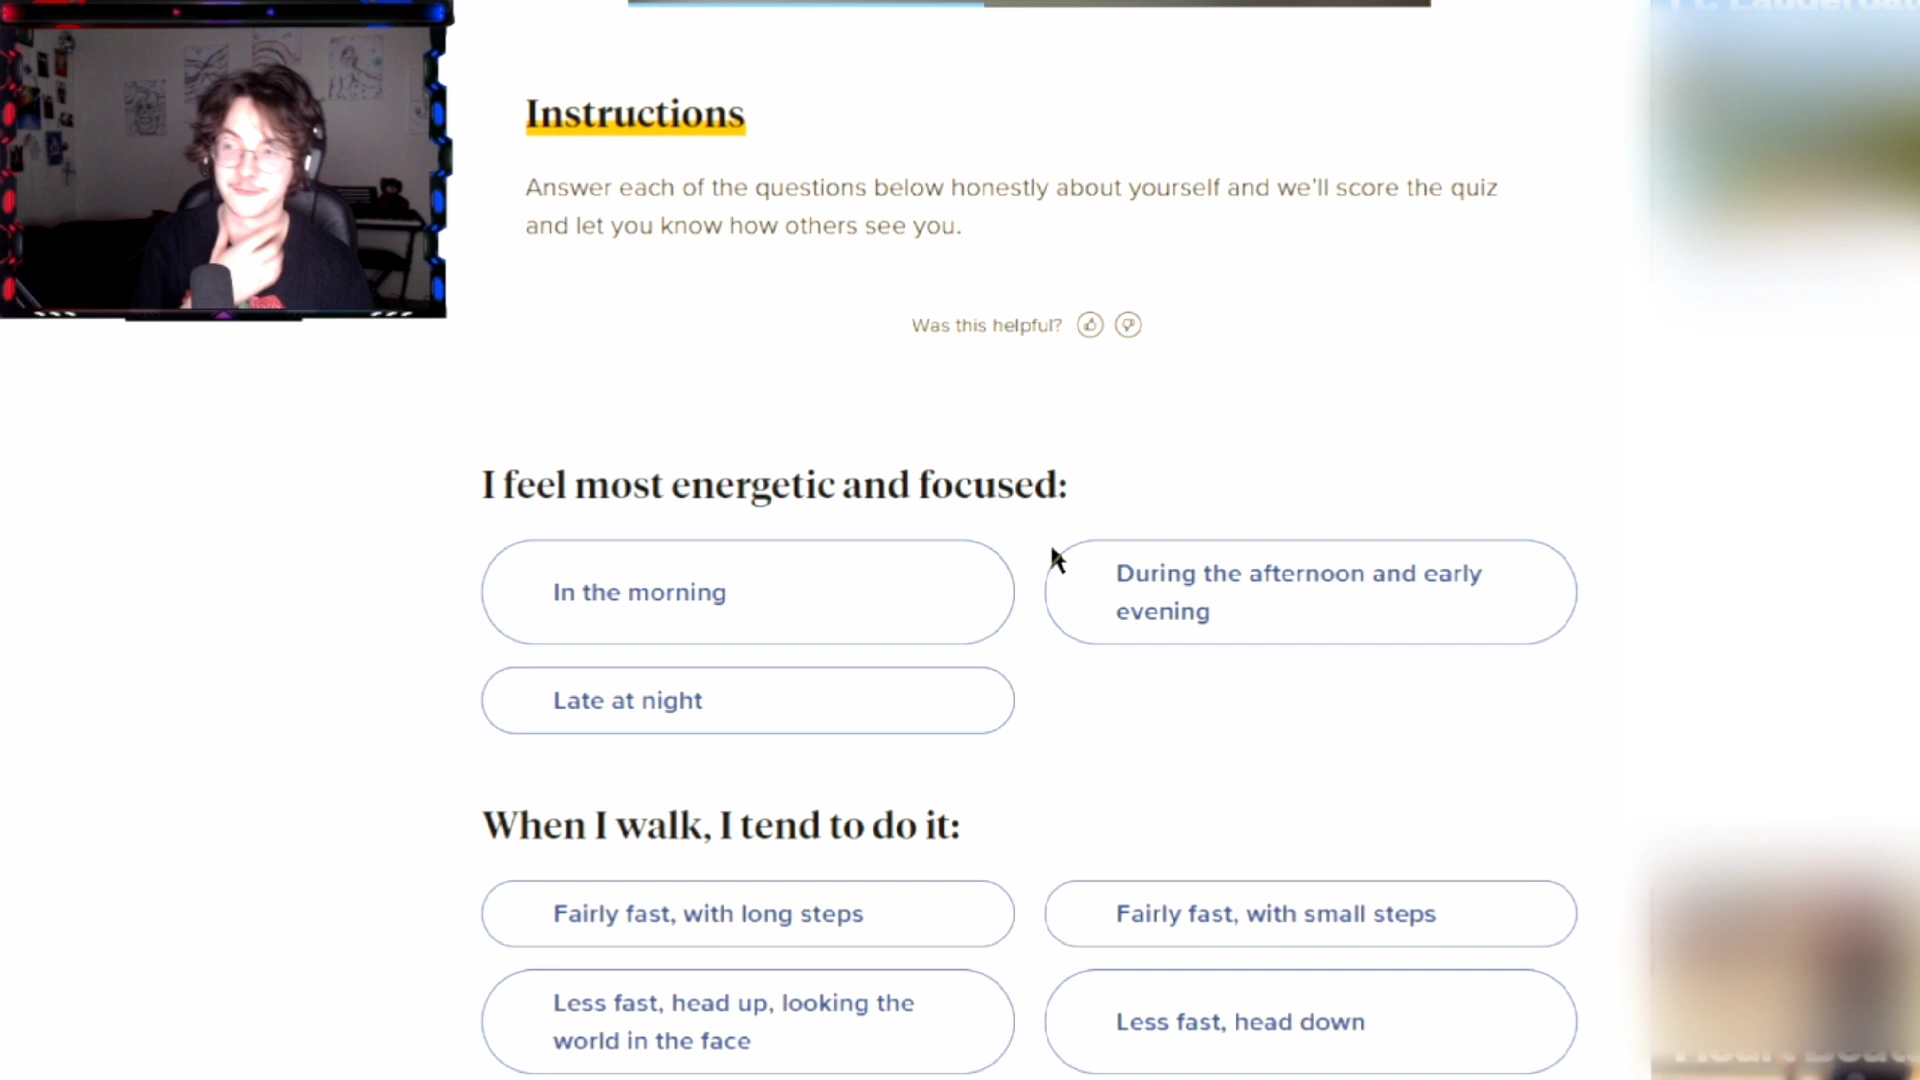 Instructions
Answer each of the questions below honestly about yourself and we'll score the quiz
and let you know how others see you.
Was this helpful?
I feel most energetic and focused:
In the morning
During the afternoon and early
evening
Late at night
When I walk, I tend to do it:
Fairly fast, with long steps
Fairly fast, with small steps
Less fast, head up, looking the
world in the face
Less fast, head down